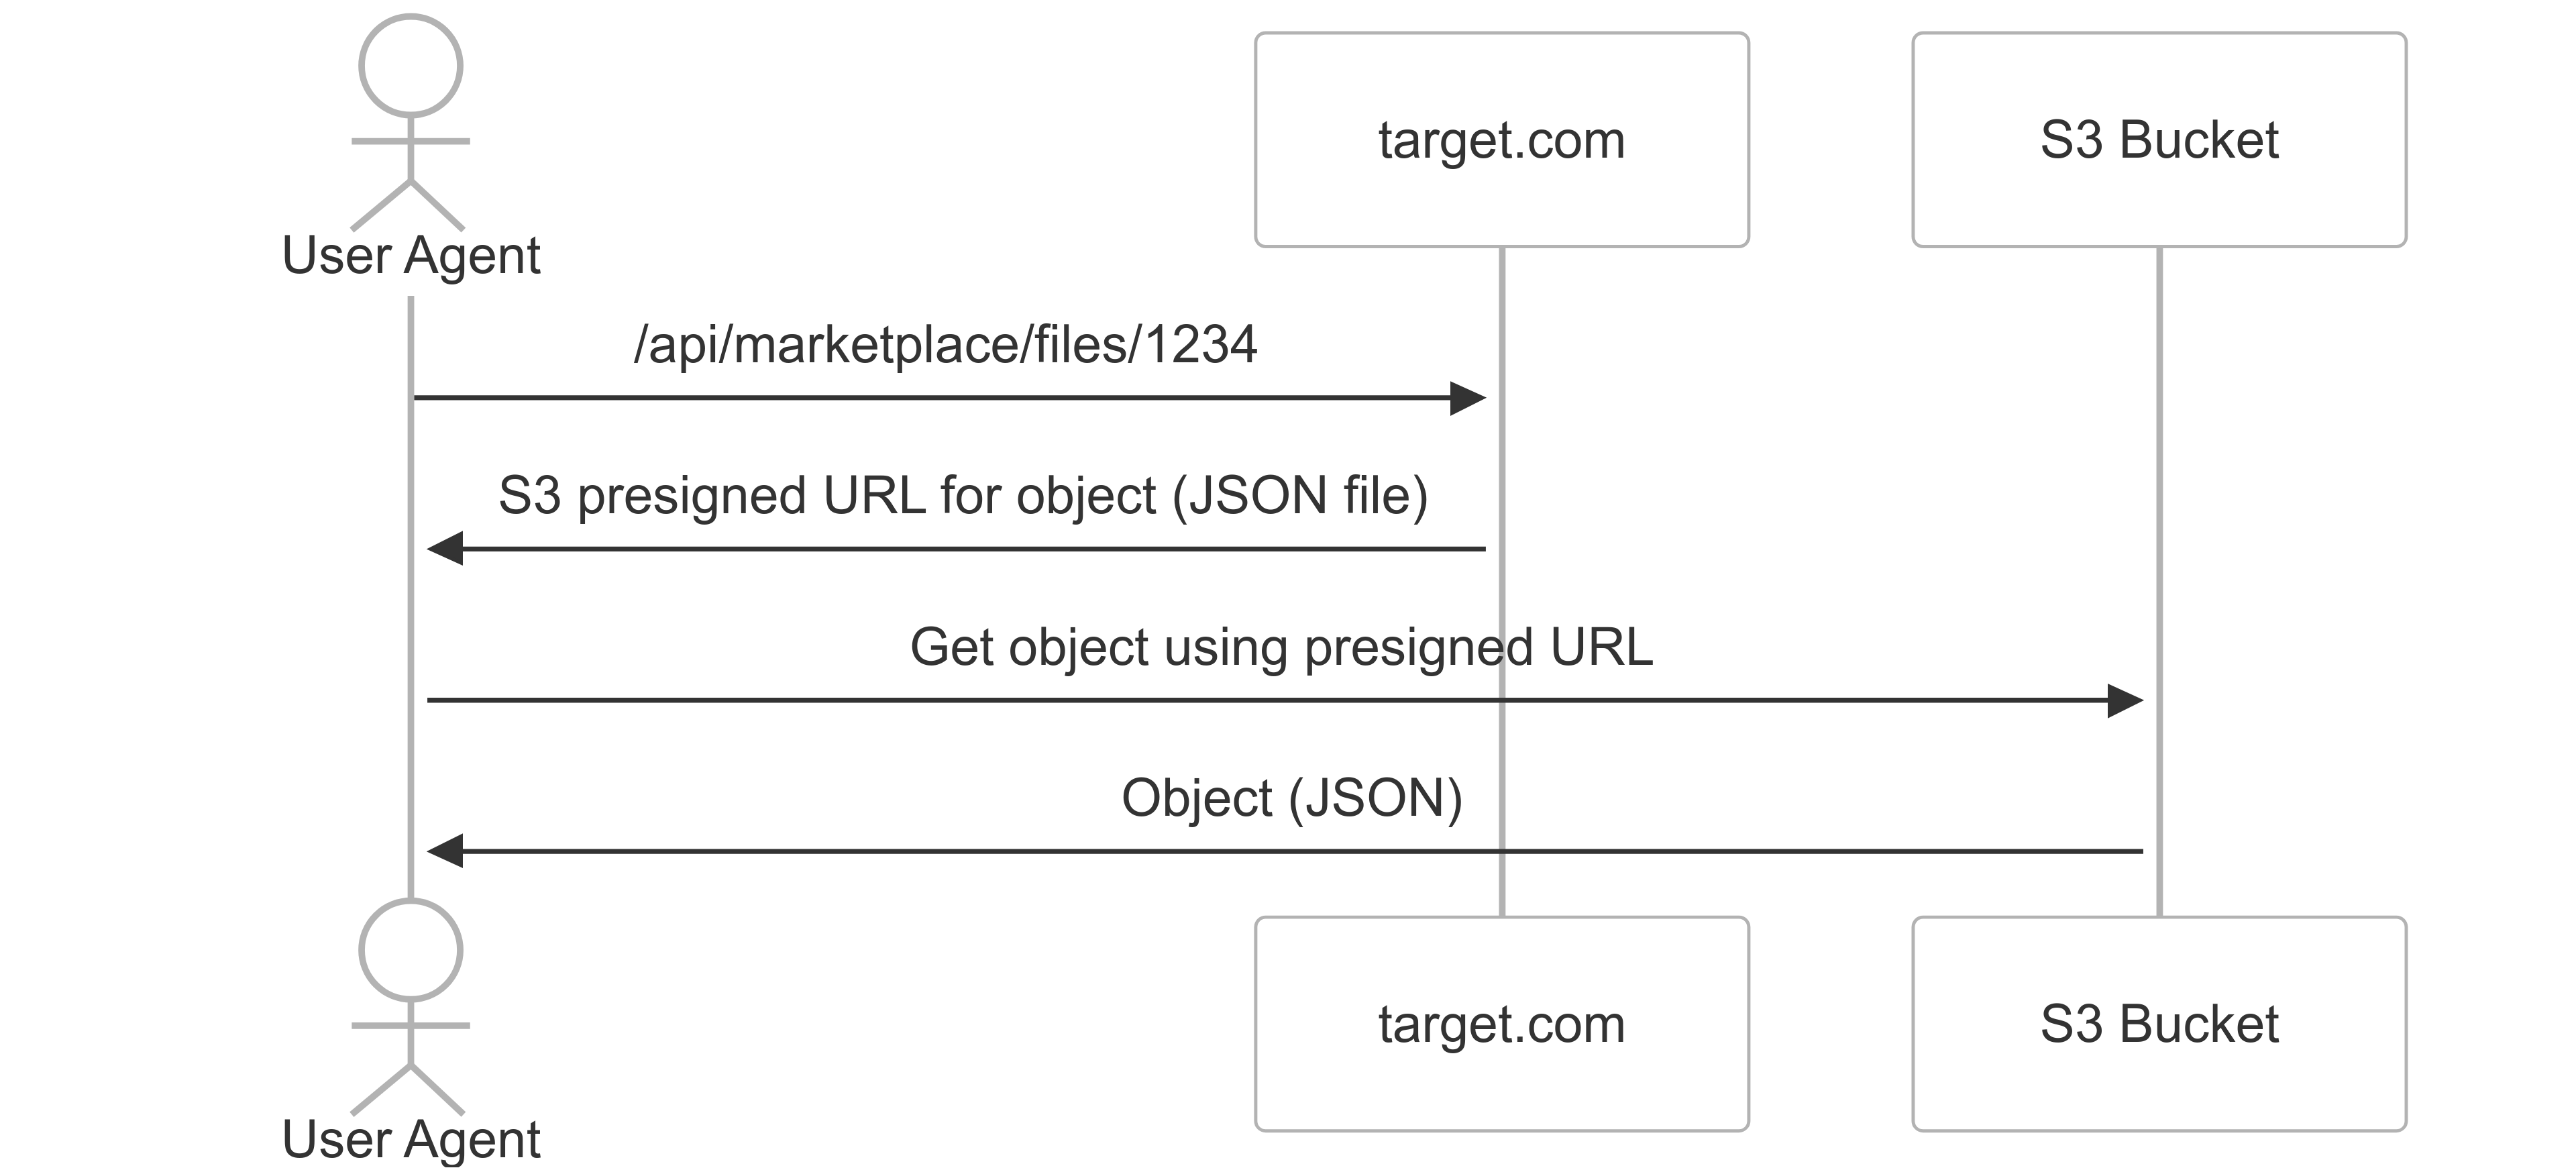 User Agent
target.com
S3 Bucket
/api/marketplace/files/1234
S3 presigned URL for object (JSON file)
Get object using presigned URL
Object (JSON)
User Agent
target.com
S3 Bucket